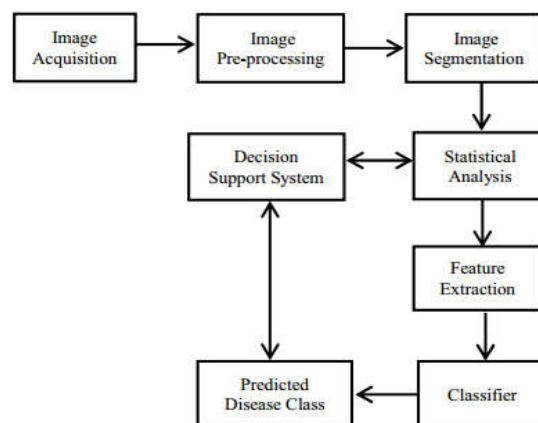 Image
Acquisition
Image
Pre-processing
Image
Segmentation
Decision
Support System
Statistical
Analysis
Feature
Extraction
Predicted
Disease Class
Classifier